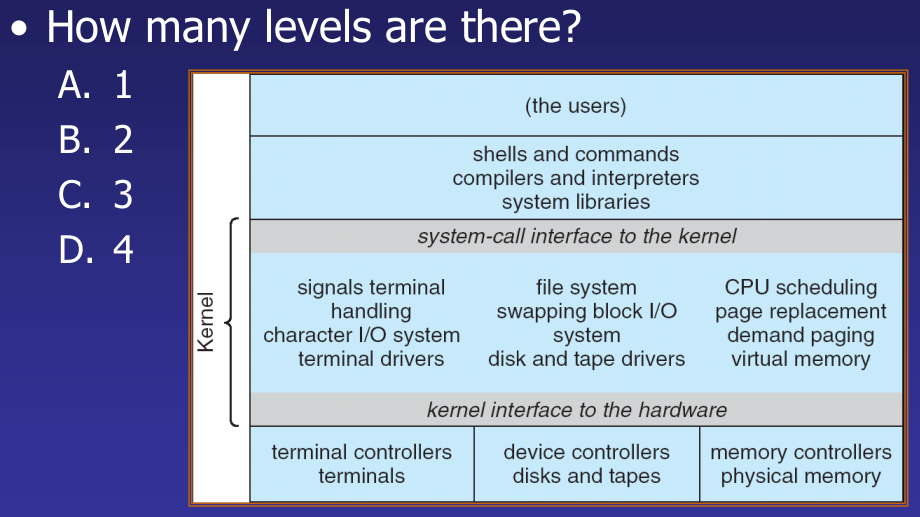 • How many levels are there?
A. 1
B. 2
C. 3
D. 4
(the users)
shells and commands
compilers and interpreters
system libraries
system-call interface to the kernel
Kernel
signals terminal
handling
character I/O system
terminal drivers
file system
swapping block I/O
system
disk and tape drivers
CPU scheduling
page replacement
demand paging
virtual memory
kernel interface to the hardware
terminal controllers
terminals
device controllers
disks and tapes
memory controllers
physical memory